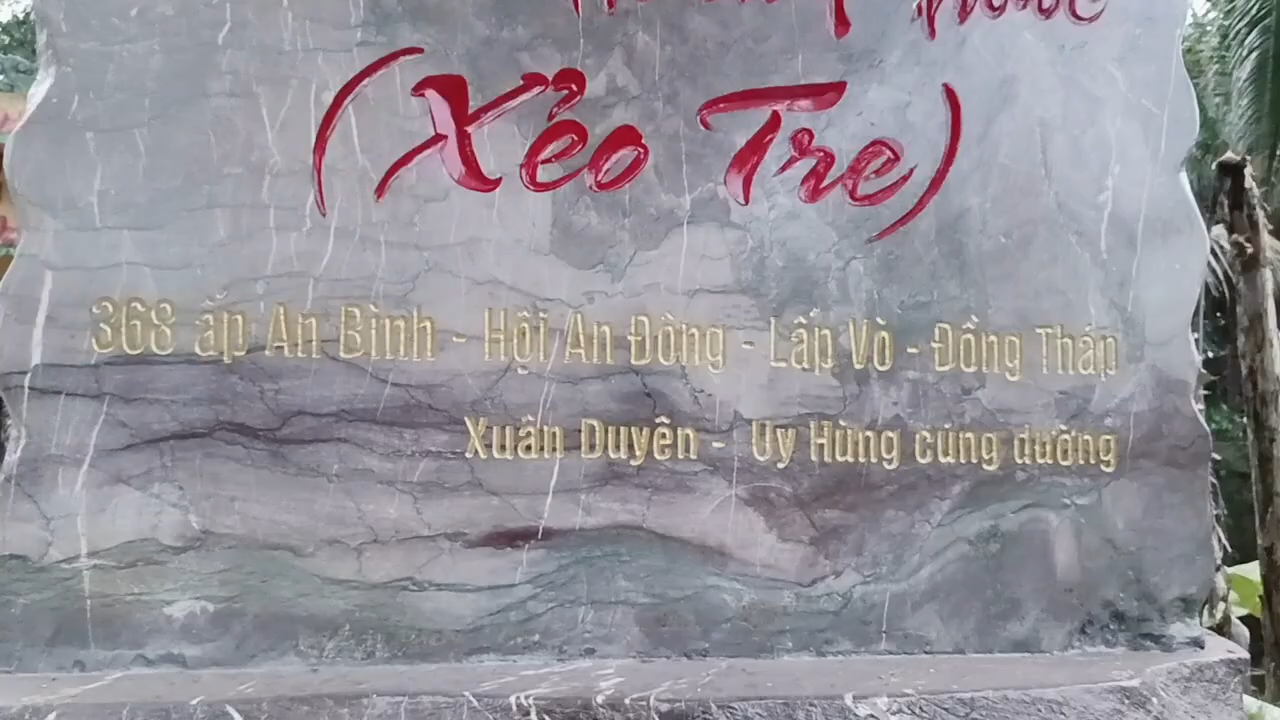 (Xẻo Tre)
368 ấp An Bình - Hội An Đông - Lấp Vò - Đồng Tháp
Xuân Duyên - Uy Hùng cúng dường